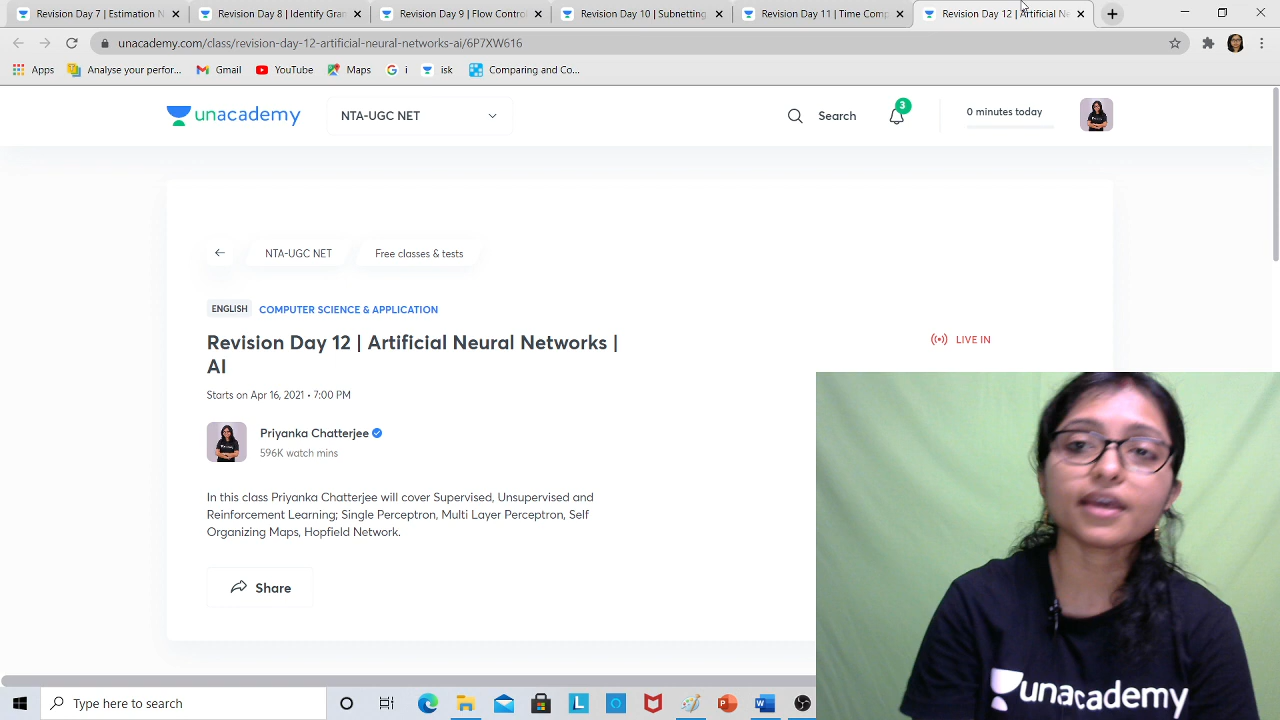 Revision Day 7 | Estimation N
Revision Day 8 | Identify Gra
Revision Day 9 | Flow Control
Revision Day 10 | Subnetting
Revision Day 11 | Time Comp
Revision Day 12 | Artificial Ne
unacademy.com/class/revision-day-12-artificial-neural-networks-ai/6P7XW616
Apps
Analyse your perfor...
Gmail
YouTube
Maps
i
isk
Comparing and Co...
unacademy
NTA-UGC NET
Search
3
0 minutes today
NTA-UGC NET
Free classes & tests
ENGLISH
COMPUTER SCIENCE & APPLICATION
Revision Day 12 | Artificial Neural Networks |
AI
LIVE IN
Starts on Apr 16, 2021 • 7:00 PM
Priyanka Chatterjee
596K watch mins
In this class Priyanka Chatterjee will cover Supervised, Unsupervised and
Reinforcement Learning; Single Perceptron, Multi Layer Perceptron, Self
Organizing Maps, Hopfield Network.
Share
unacademy
Type here to search